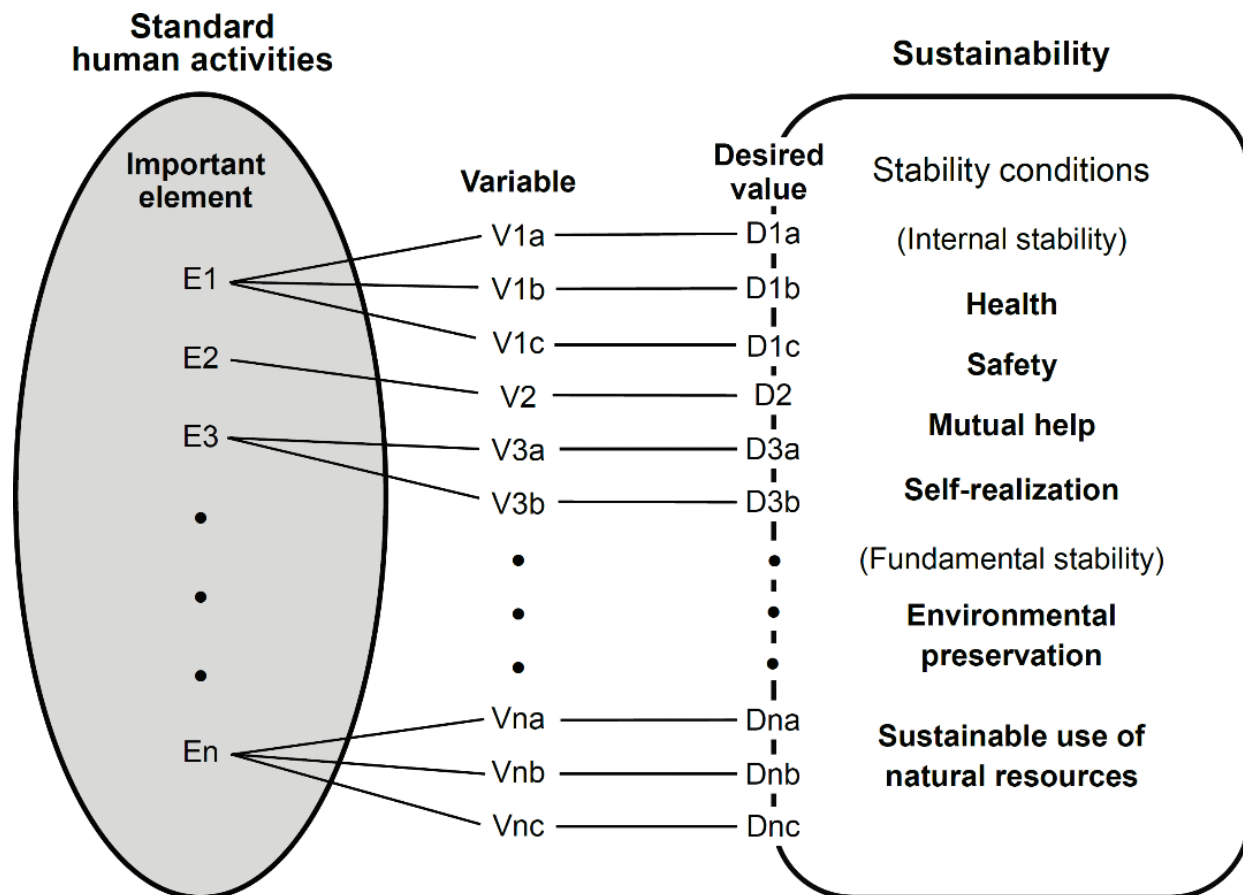 Standard
human activities
Important
element
E1
E2
E3
•
•
•
En
Variable
V1a
V1b
V1c
V2
V3a
V3b
•
•
•
Vna
Vnb
Vnc
Desired
value
D1a
D1b
D1c
D2
D3a
D3b
•
•
•
Dna
Dnb
Dnc
Sustainability
Stability conditions
(Internal stability)
Health
Safety
Mutual help
Self-realization
(Fundamental stability)
Environmental
preservation
Sustainable use of
natural resources